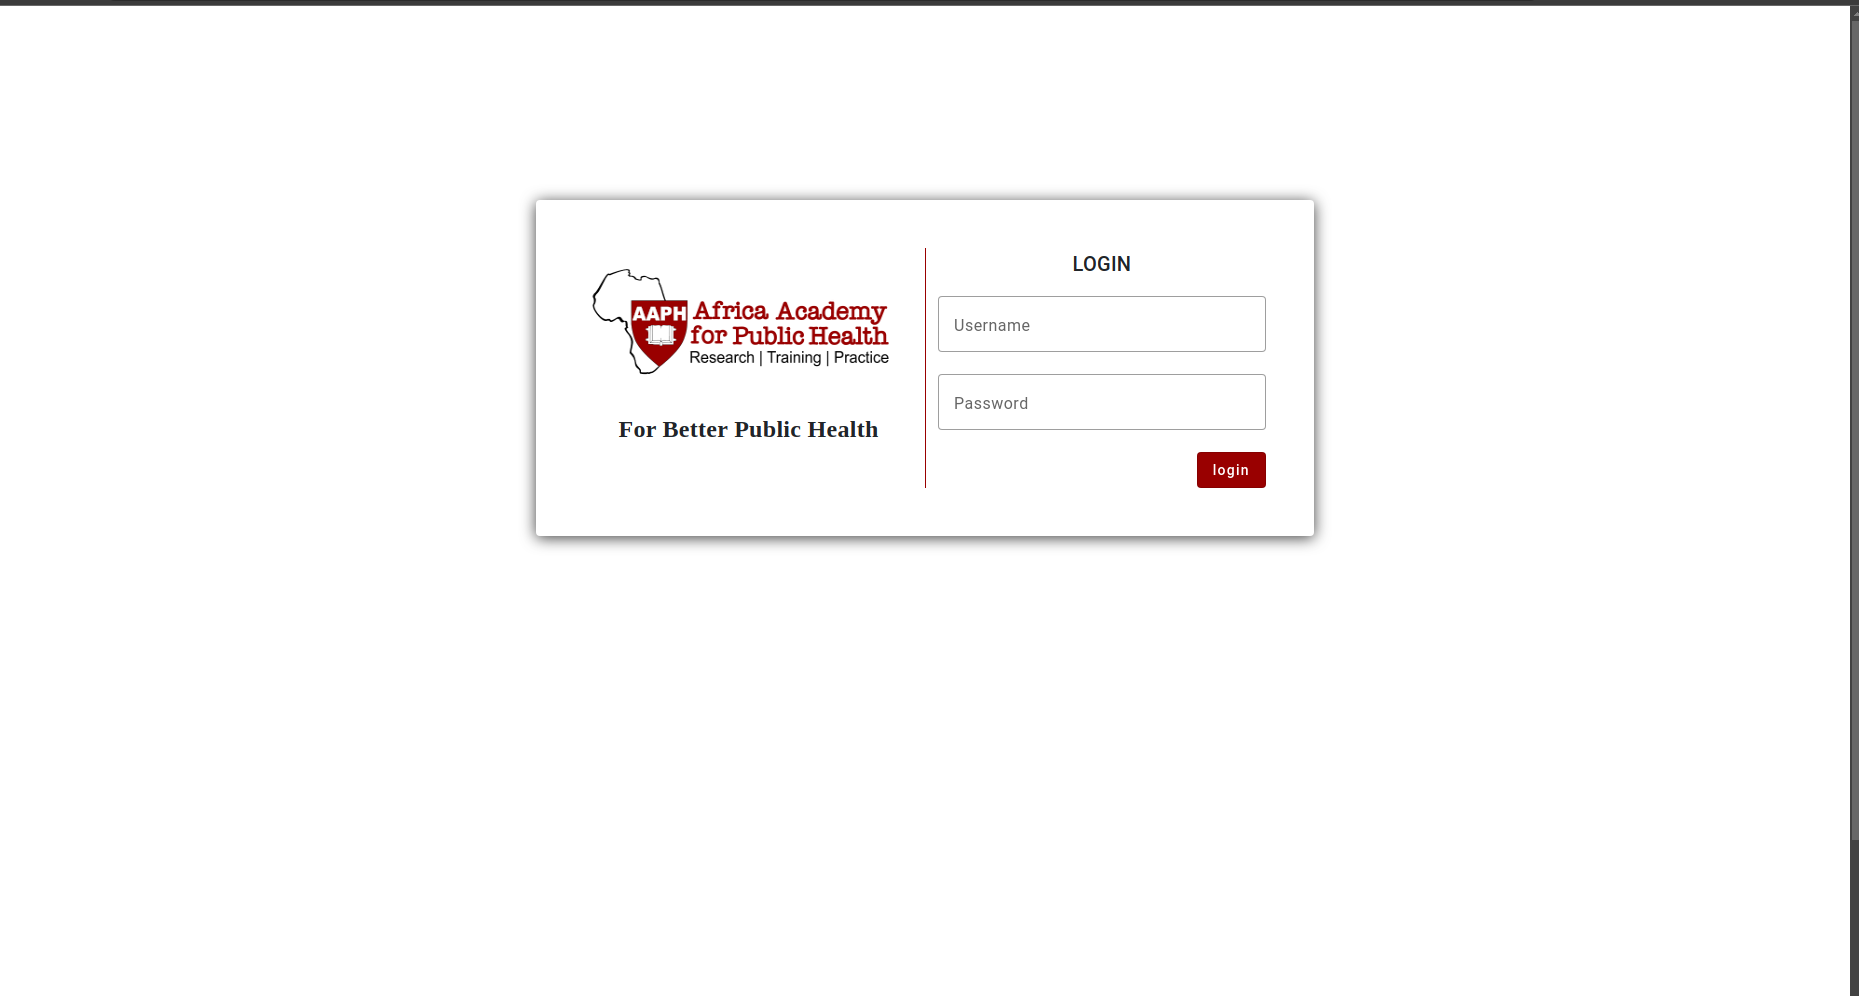 AAPH
Africa Academy
for Public Health
Research | Training | Practice
For Better Public Health
LOGIN
Username
Password
login